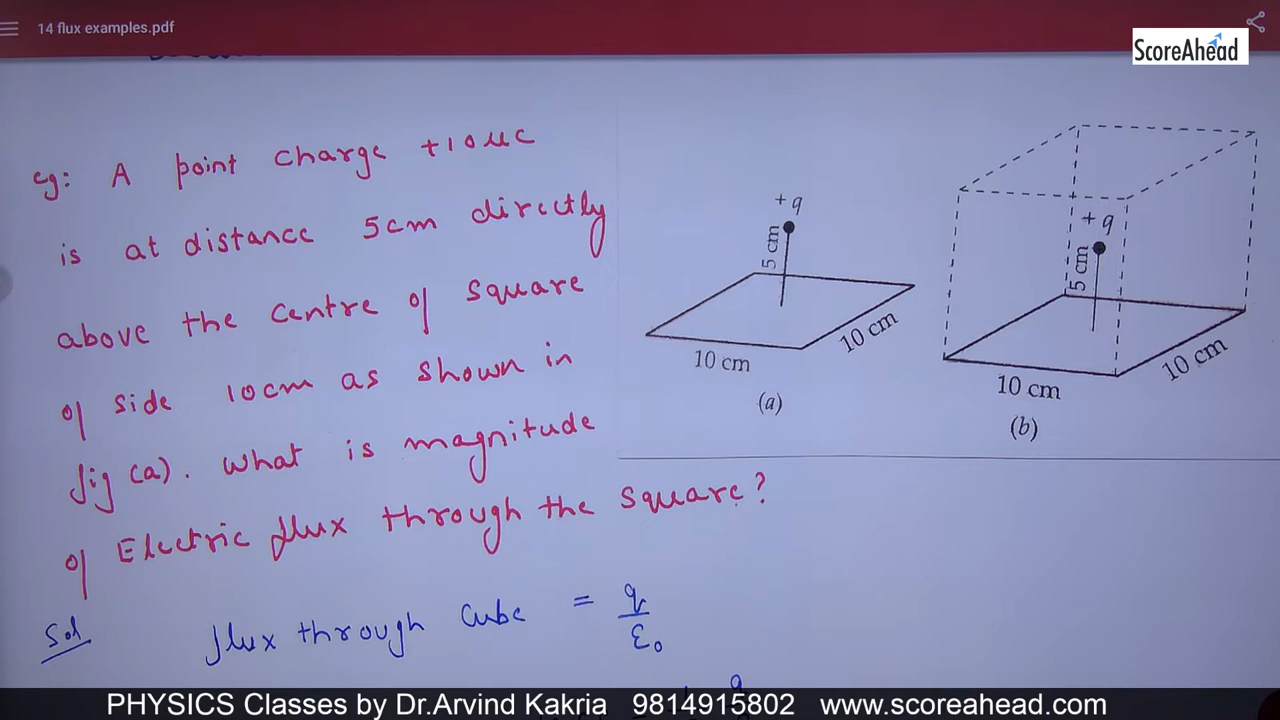 14 flux examples.pdf
ScoreAhead
eg: A point charge +10 μc
is at distance 5cm directly
above the centre of square
of side 10cm as shown in
fig (a). What is magnitude
of Electric flux through the square?
+q
5 cm
10 cm
10 cm
(a)
+q
5 cm
10 cm
10 cm
(b)
Sol flux through cube = q/ε₀
PHYSICS Classes by Dr.Arvind Kakria 9814915802 www.scoreahead.com